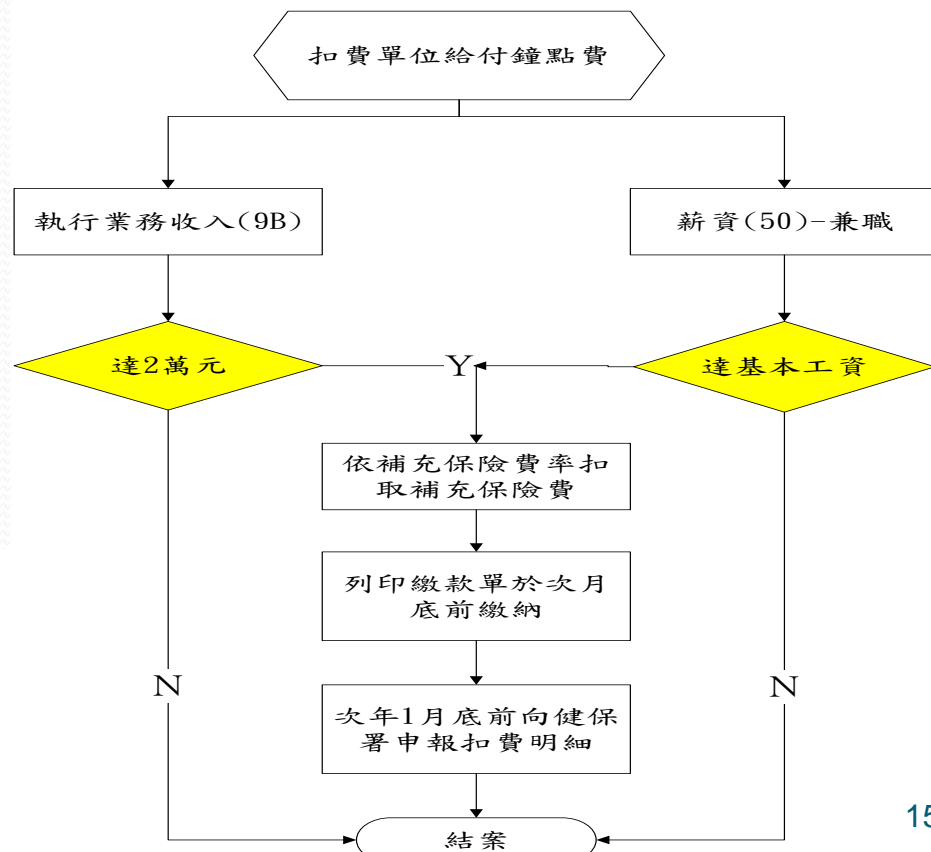 扣費單位給付鐘點費
執行業務收入(9B)
薪資(50)-兼職
達2萬元
Y
達基本工資
依補充保險費率扣
取補充保險費
列印繳款單於次月
底前繳納
N
N
次年1月底前向健保
署申報扣費明細
結案
15